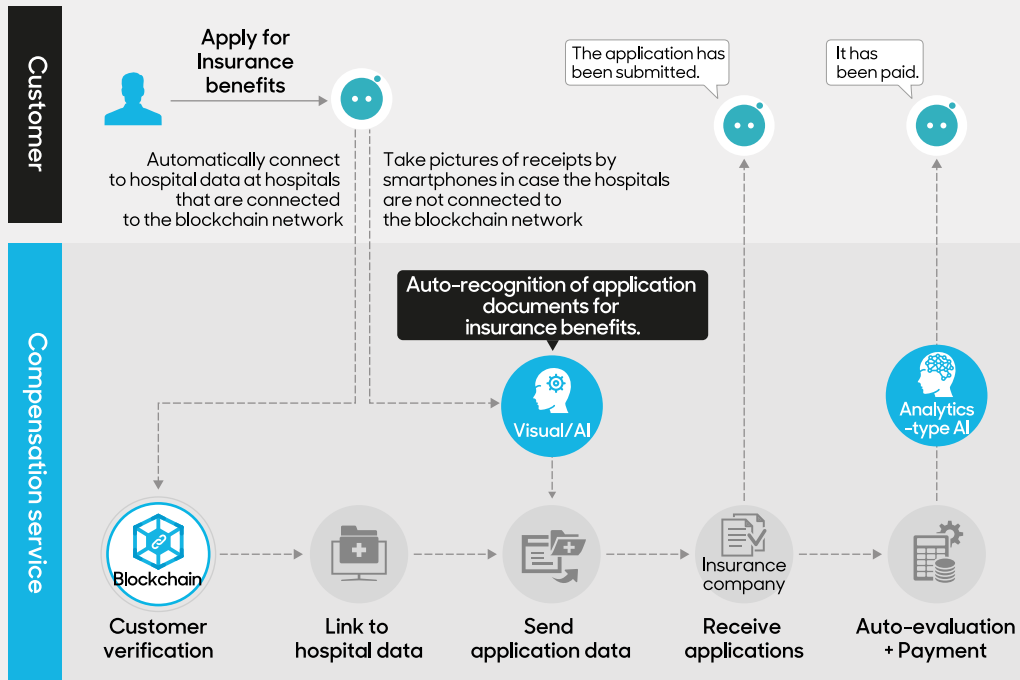 Customer
Apply for
Insurance
benefits
The application has
been submitted.
It has
been paid.
Automatically connect
to hospital data at hospitals
that are connected
to the blockchain network
Take pictures of receipts by
smartphones in case the hospitals
are not connected to
the blockchain network
Compensation service
Auto-recognition of application
documents for
insurance benefits.
Visual/AI
Analytics
-type AI
Blockchain
Insurance
company
Customer
verification
Link to
hospital data
Send
application data
Receive
applications
Auto-evaluation
+ Payment